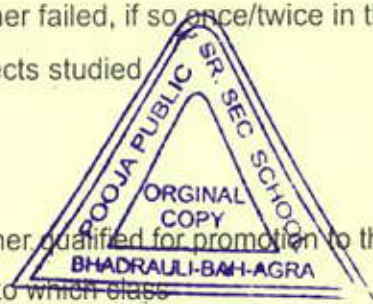 her failed, if so once/twice in th
ects studied
POOJA PUBLIC
SR. SEC SCHOOL
ORGINAL
COPY
BHADRAULI-BAH-AGRA
her qualified for promotion to th
to which class